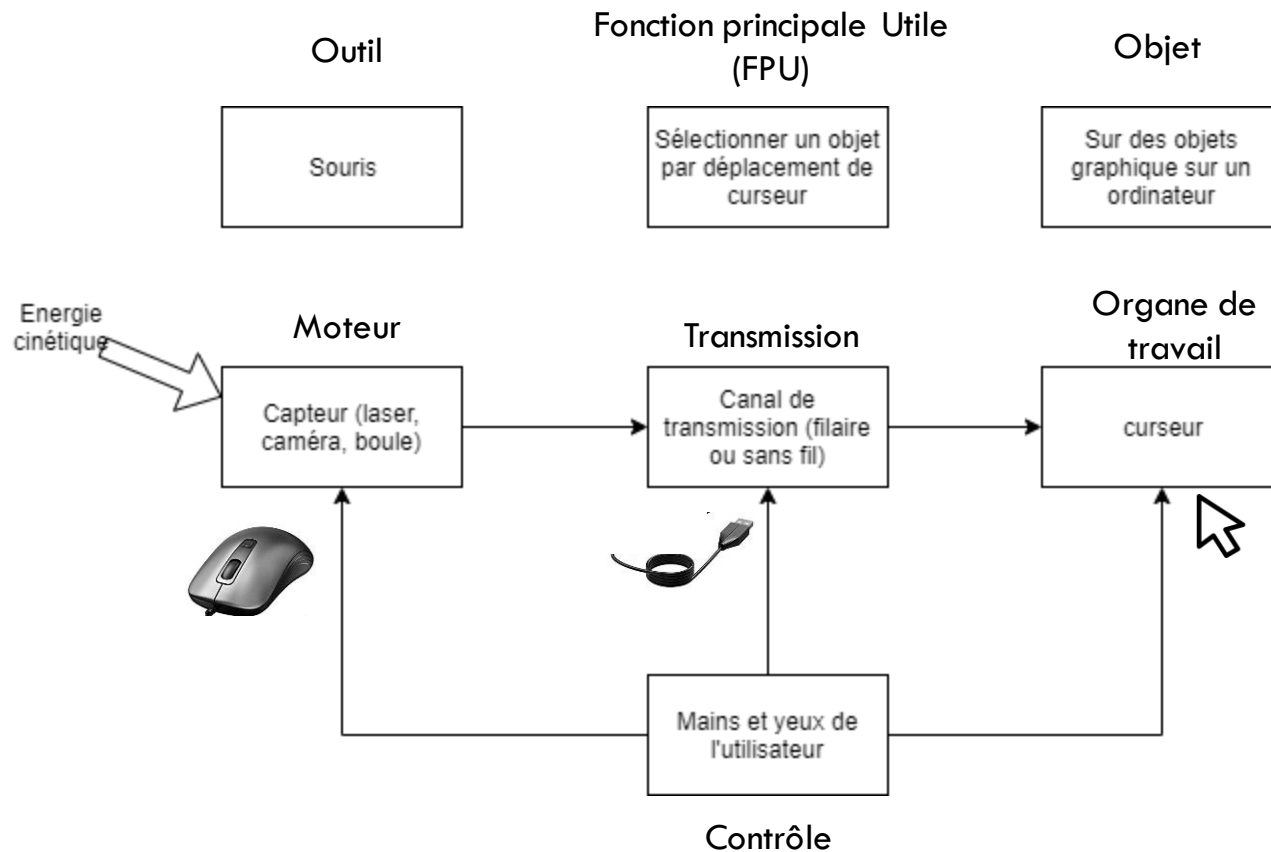 Outil
Fonction principale Utile
(FPU)
Objet
Souris
Sélectionner un objet
par déplacement de
curseur
Sur des objets
graphique sur un
ordinateur
Energie
cinétique
Moteur
Transmission
Organe de
travail
Capteur (laser,
caméra, boule)
Canal de
transmission (filaire
ou sans fil)
curseur
Mains et yeux de
l'utilisateur
Contrôle